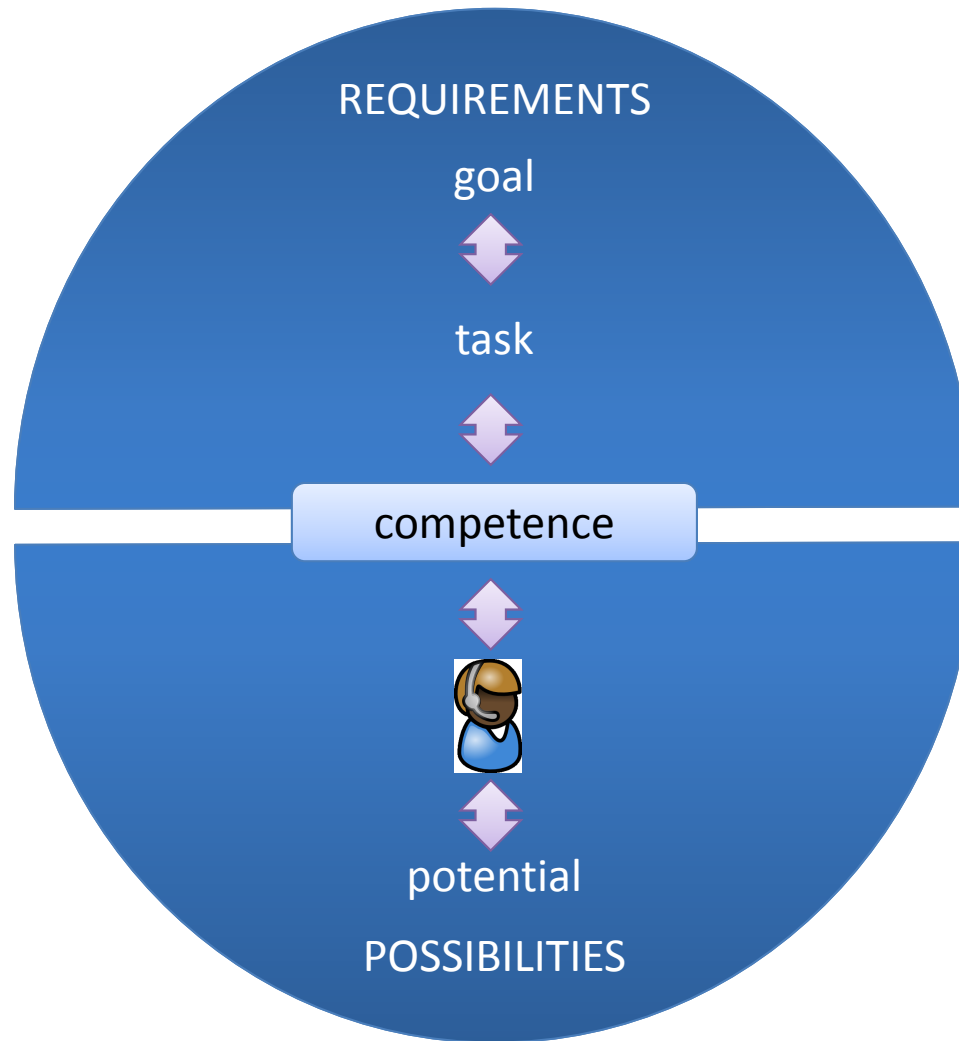 REQUIREMENTS
goal
task
competence
potential
POSSIBILITIES